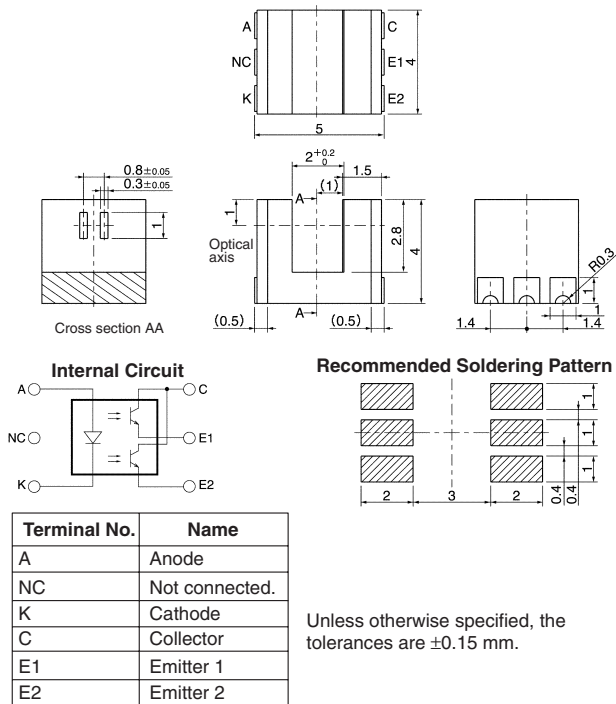 A C
NC E1
K E2
4
5
0.8±0.05
0.3±0.05
1
Cross section AA
2 +0.2 0
1.5
(1)
A
1
Optical axis
2.8
4
A
(0.5) (0.5)
R0.3
1
1
1.4 1.4
Internal Circuit
A C
NC E1
K E2
Recommended Soldering Pattern
1
1
1
0.4
0.4
2 3 2
Terminal No. Name
A Anode
NC Not connected.
K Cathode
C Collector
E1 Emitter 1
E2 Emitter 2
Unless otherwise specified, the
tolerances are ±0.15 mm.